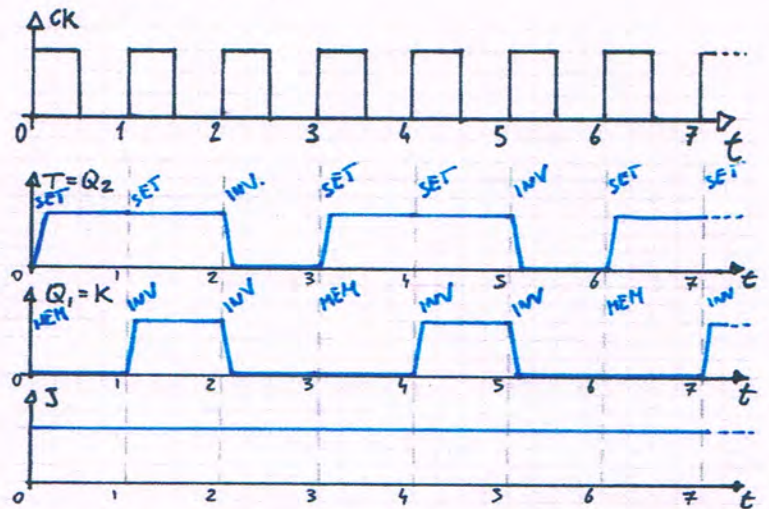 CK
0 1 2 3 4 5 6 7 t
T=Q2
SET SET INV. SET SET INV SET SET
0 1 2 3 4 5 6 7 t
Q1=K
MEM INV INV MEM INV INV MEM INV
0 1 2 3 4 5 6 7 t
J
0 1 2 3 4 5 6 7 t